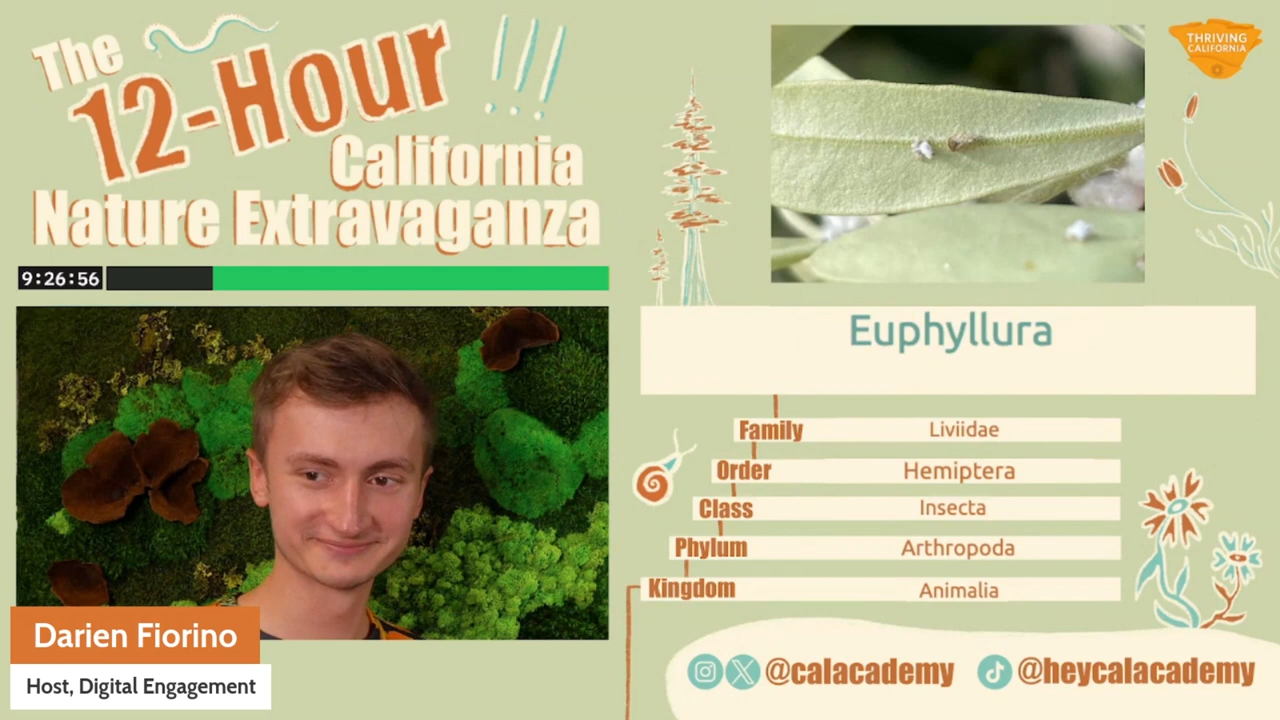 The
12-Hour
California
Nature Extravaganza
!!!
9:26:56
THRIVING
CALIFORNIA
Euphyllura
Family Liviidae
Order Hemiptera
Class Insecta
Phylum Arthropoda
Kingdom Animalia
Darien Fiorino
Host, Digital Engagement
@calacademy @heycalacademy